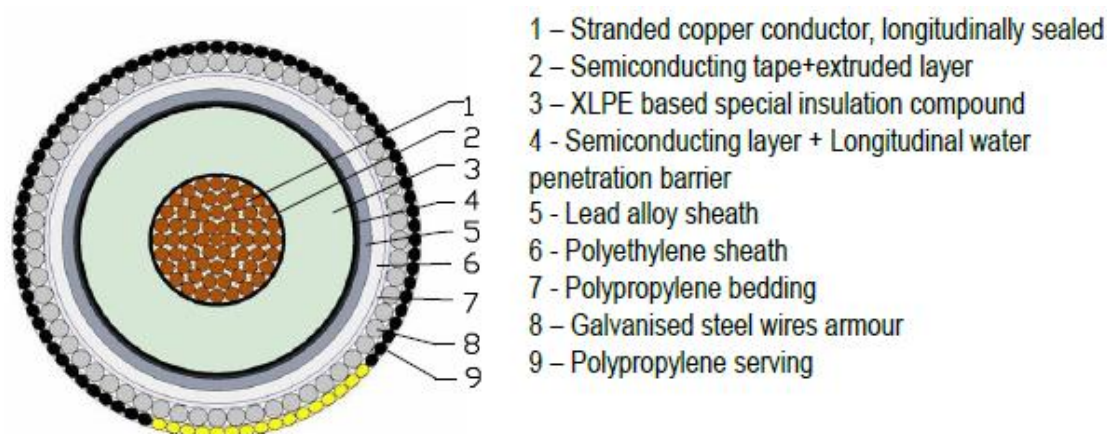 1
2
3
4
5
6
7
8
9
1 – Stranded copper conductor, longitudinally sealed
2 – Semiconducting tape+extruded layer
3 – XLPE based special insulation compound
4 - Semiconducting layer + Longitudinal water
penetration barrier
5 - Lead alloy sheath
6 - Polyethylene sheath
7 - Polypropylene bedding
8 – Galvanised steel wires armour
9 – Polypropylene serving